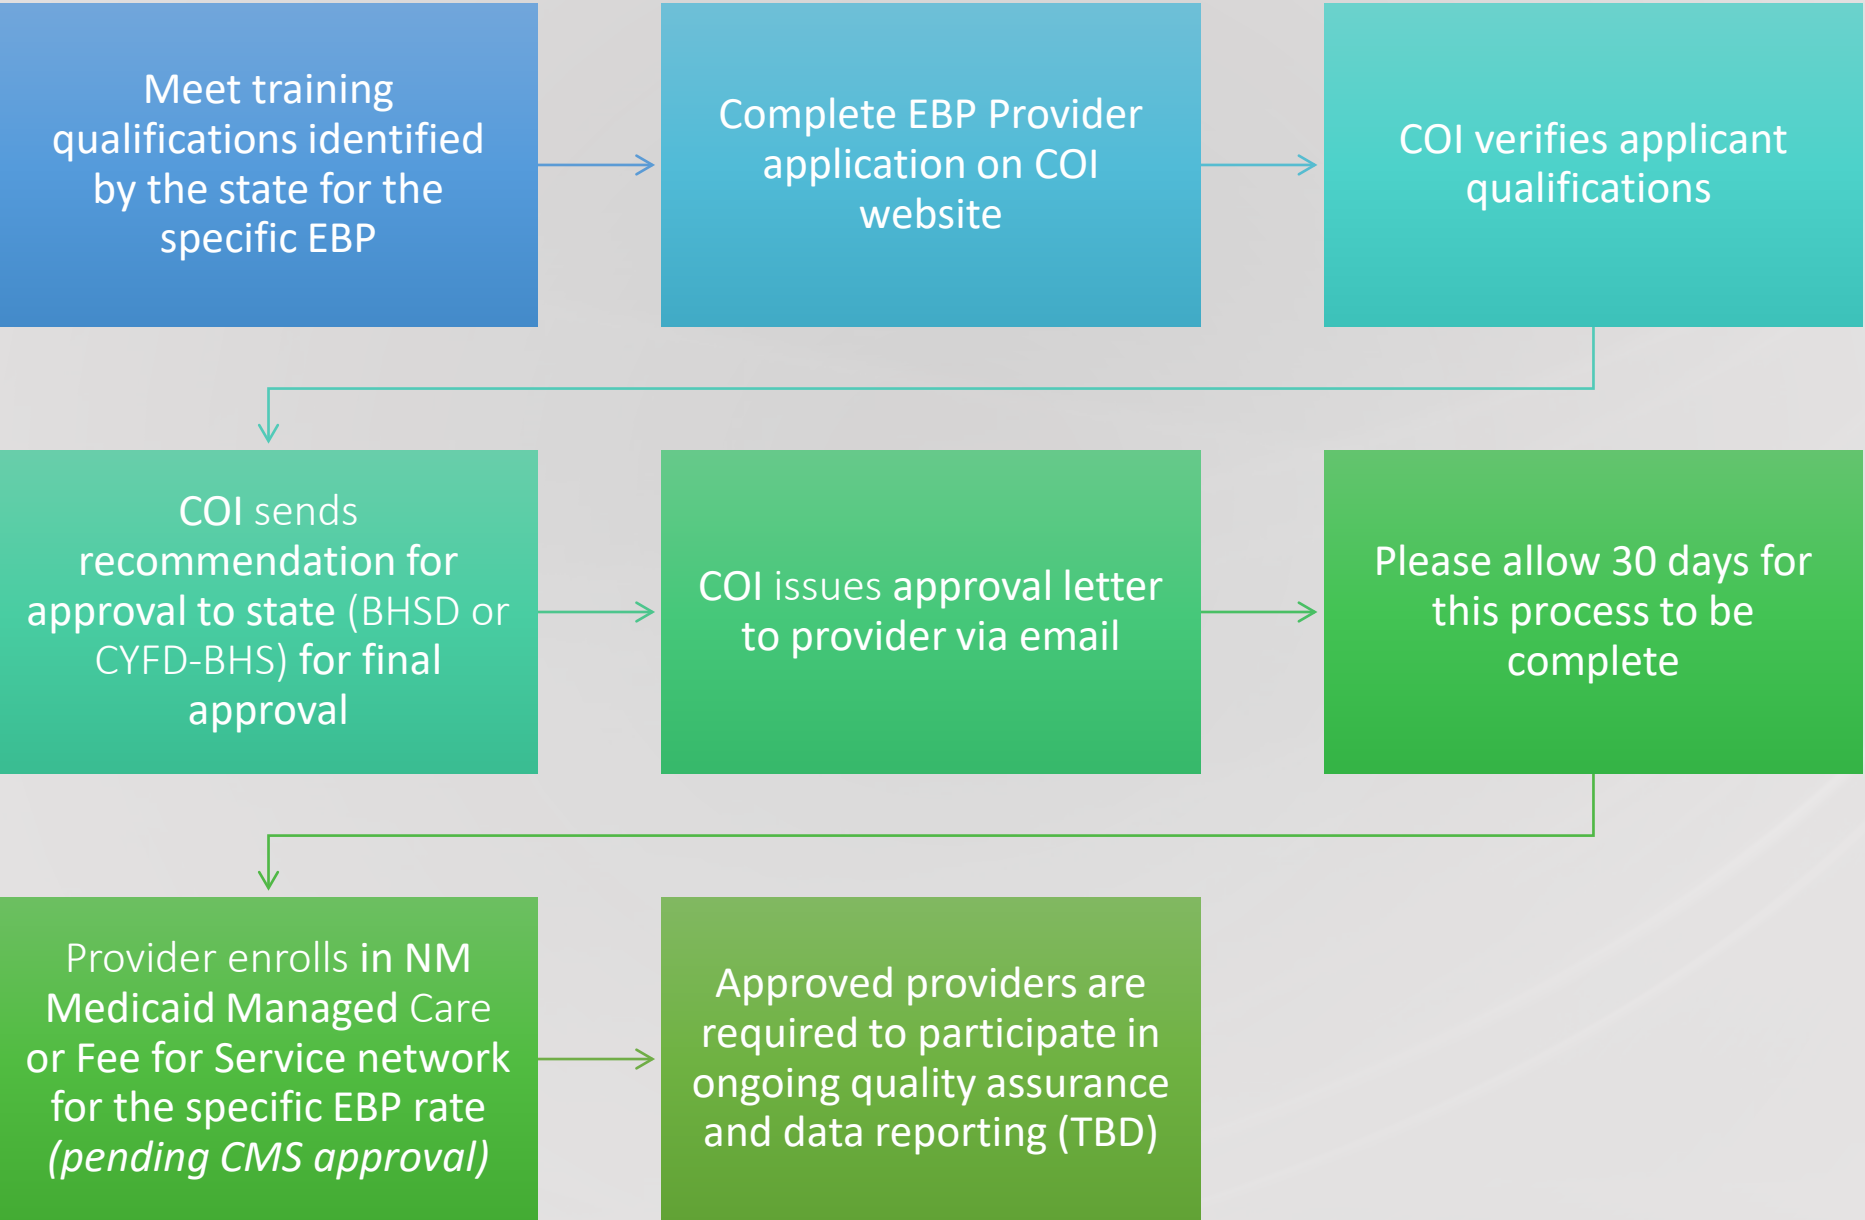 Meet training
qualifications identified
by the state for the
specific EBP
Complete EBP Provider
application on COI
website
COI verifies applicant
qualifications
COI sends
recommendation for
approval to state (BHSD or
CYFD-BHS) for final
approval
COI issues approval letter
to provider via email
Please allow 30 days for
this process to be
complete
Provider enrolls in NM
Medicaid Managed Care
or Fee for Service network
for the specific EBP rate
(pending CMS approval)
Approved providers are
required to participate in
ongoing quality assurance
and data reporting (TBD)